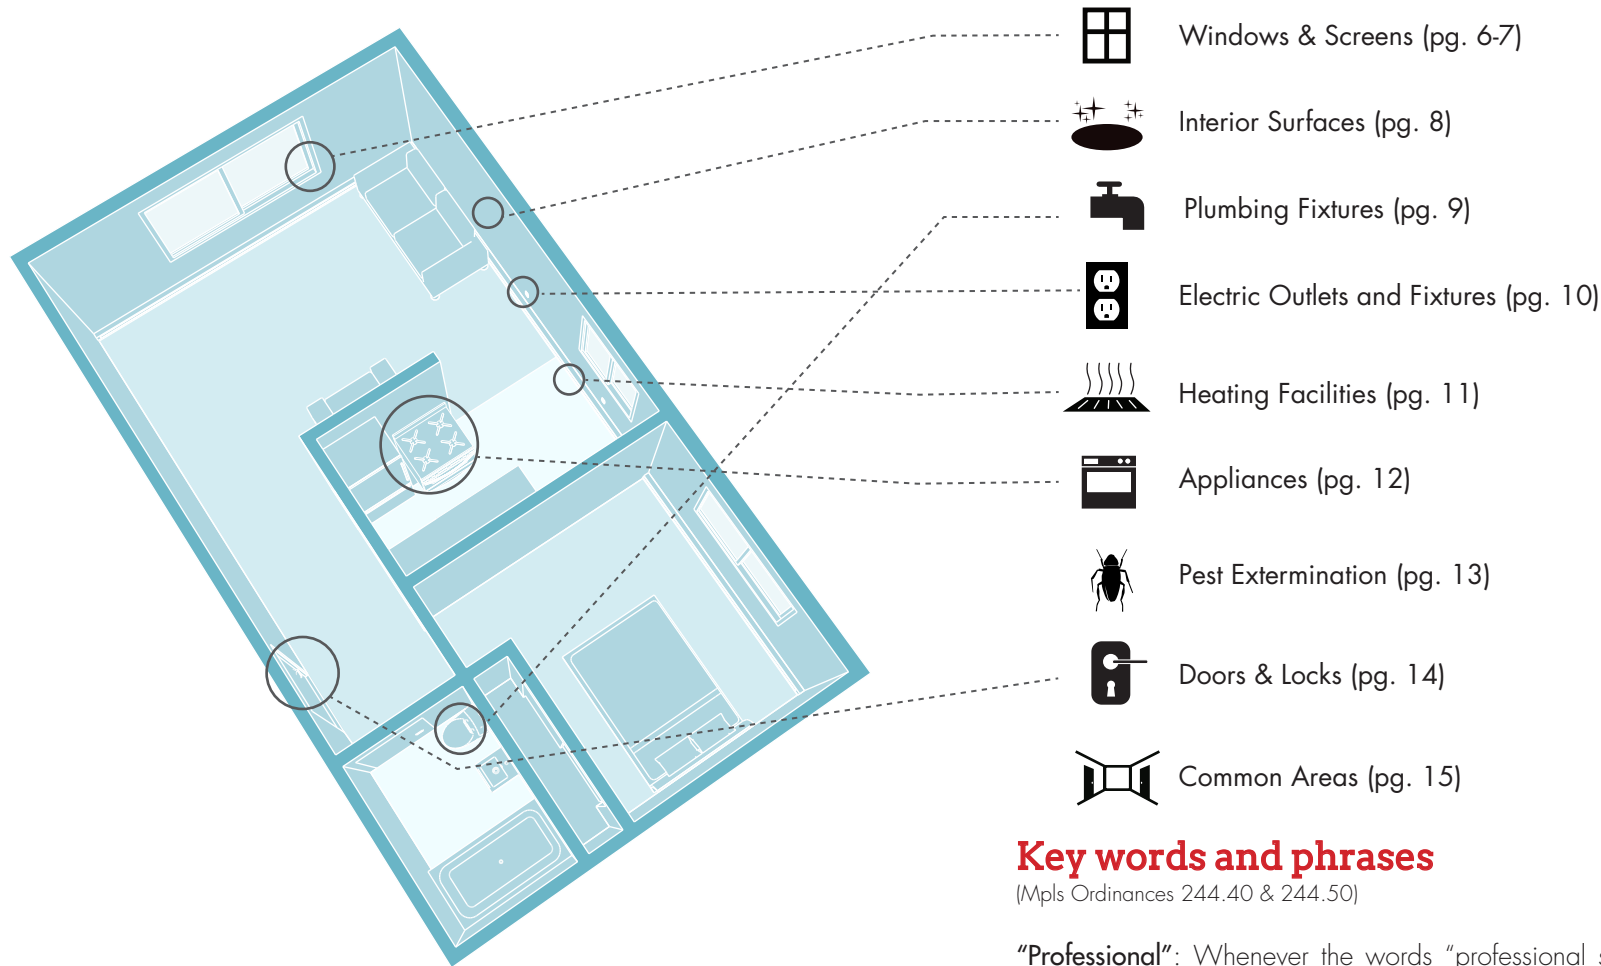 Windows & Screens (pg. 6-7)
Interior Surfaces (pg. 8)
Plumbing Fixtures (pg. 9)
Electric Outlets and Fixtures (pg. 10)
Heating Facilities (pg. 11)
Appliances (pg. 12)
Pest Extermination (pg. 13)
Doors & Locks (pg. 14)
Common Areas (pg. 15)
Key words and phrases
(Mpls Ordinances 244.40 & 244.50)
“Professional”: Whenever the words “professional